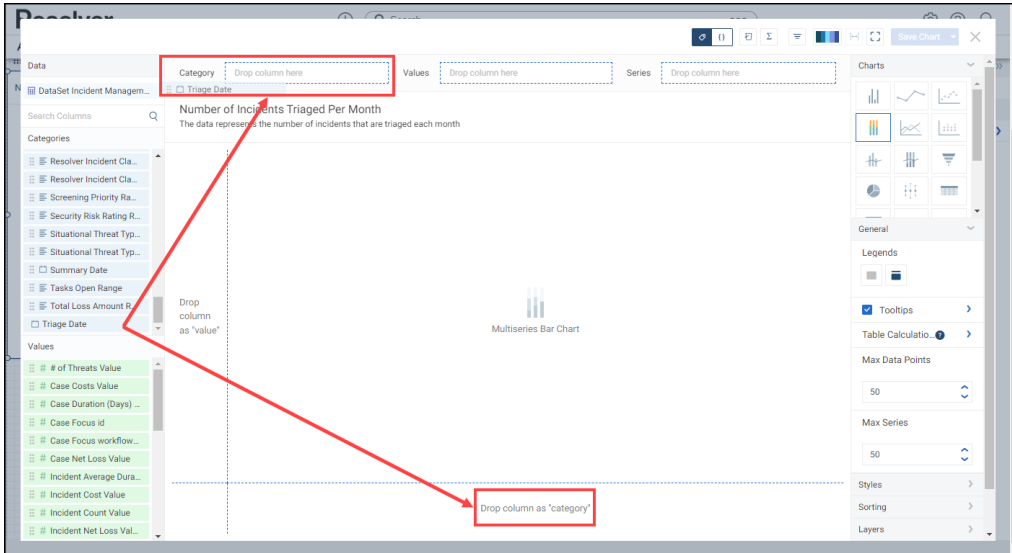 Resolver
Search
Save Chart
Data
Category
Drop column here
Values
Drop column here
Series
Drop column here
Charts
DataSet Incident Managem...
Triage Date
Search Columns
Number of Incidents Triaged Per Month
The data represents the number of incidents that are triaged each month
Categories
Resolver Incident Cla...
Resolver Incident Cla...
Screening Priority Ra...
Security Risk Rating R...
Situational Threat Typ...
Situational Threat Typ...
Summary Date
Tasks Open Range
Total Loss Amount R...
Triage Date
Drop
column
as "value"
Multiseries Bar Chart
General
Legends
Tooltips
Table Calculatio...
Max Data Points
50
Max Series
50
Values
# # of Threats Value
# Case Costs Value
# Case Duration (Days) ...
# Case Focus id
# Case Focus workflow...
# Case Net Loss Value
# Incident Average Dura...
# Incident Cost Value
# Incident Count Value
# Incident Net Loss Val...
Drop column as "category"
Styles
Sorting
Layers